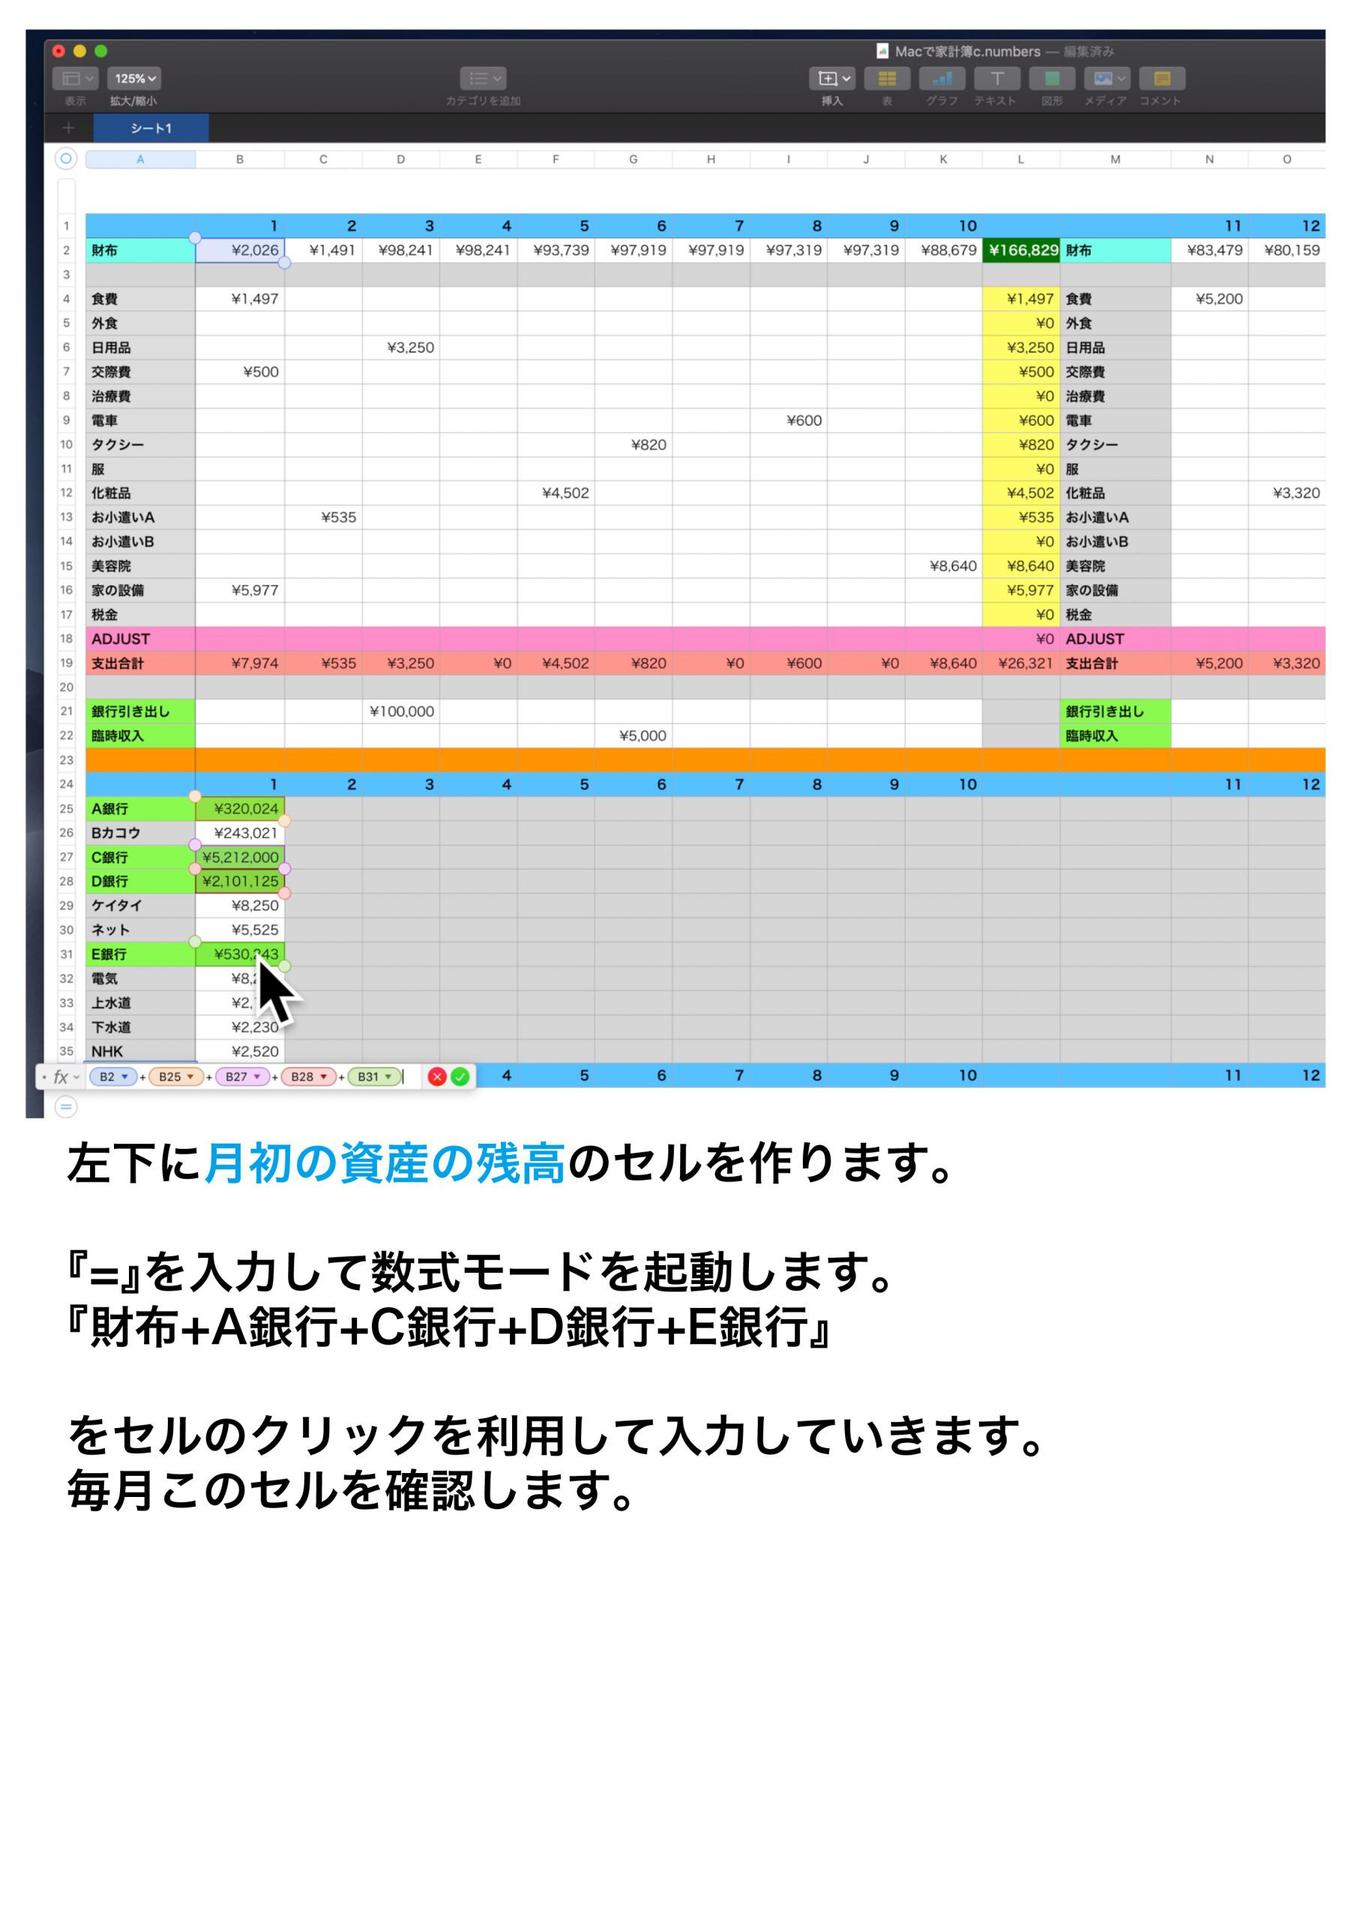 Macで家計簿c.numbers — 編集済み
125%
表示 拡大/縮小 カテゴリを追加 挿入 表 グラフ テキスト 図形 メディア コメント
+ シート1
A B C D E F G H I J K L M N O
1 1 2 3 4 5 6 7 8 9 10 11 12
2 財布 ¥2,026 ¥1,491 ¥98,241 ¥98,241 ¥93,739 ¥97,919 ¥97,919 ¥97,319 ¥97,319 ¥88,679 ¥166,829 財布 ¥83,479 ¥80,159
3
4 食費 ¥1,497 ¥1,497 食費 ¥5,200
5 外食 ¥0 外食
6 日用品 ¥3,250 ¥3,250 日用品
7 交際費 ¥500 ¥500 交際費
8 治療費 ¥0 治療費
9 電車 ¥600 ¥600 電車
10 タクシー ¥820 ¥820 タクシー
11 服 ¥0 服
12 化粧品 ¥4,502 ¥4,502 化粧品 ¥3,320
13 お小遣いA ¥535 ¥535 お小遣いA
14 お小遣いB ¥0 お小遣いB
15 美容院 ¥8,640 ¥8,640 美容院
16 家の設備 ¥5,977 ¥5,977 家の設備
17 税金 ¥0 税金
18 ADJUST ¥0 ADJUST
19 支出合計 ¥7,974 ¥535 ¥3,250 ¥0 ¥4,502 ¥820 ¥0 ¥600 ¥0 ¥8,640 ¥26,321 支出合計 ¥5,200 ¥3,320
20
21 銀行引き出し ¥100,000 銀行引き出し
22 臨時収入 ¥5,000 臨時収入
23
24 1 2 3 4 5 6 7 8 9 10 11 12
25 A銀行 ¥320,024
26 Bカコウ ¥243,021
27 C銀行 ¥5,212,000
28 D銀行 ¥2,101,125
29 ケイタイ ¥8,250
30 ネット ¥5,525
31 E銀行 ¥530,243
32 電気
33 上水道
34 下水道 ¥2,230
35 NHK ¥2,520
fx B2 + B25 + B27 + B28 + B31 4 5 6 7 8 9 10 11 12
=
左下に月初の資産の残高のセルを作ります。
『=』を入力して数式モードを起動します。
『財布+A銀行+C銀行+D銀行+E銀行』
をセルのクリックを利用して入力していきます。
毎月このセルを確認します。